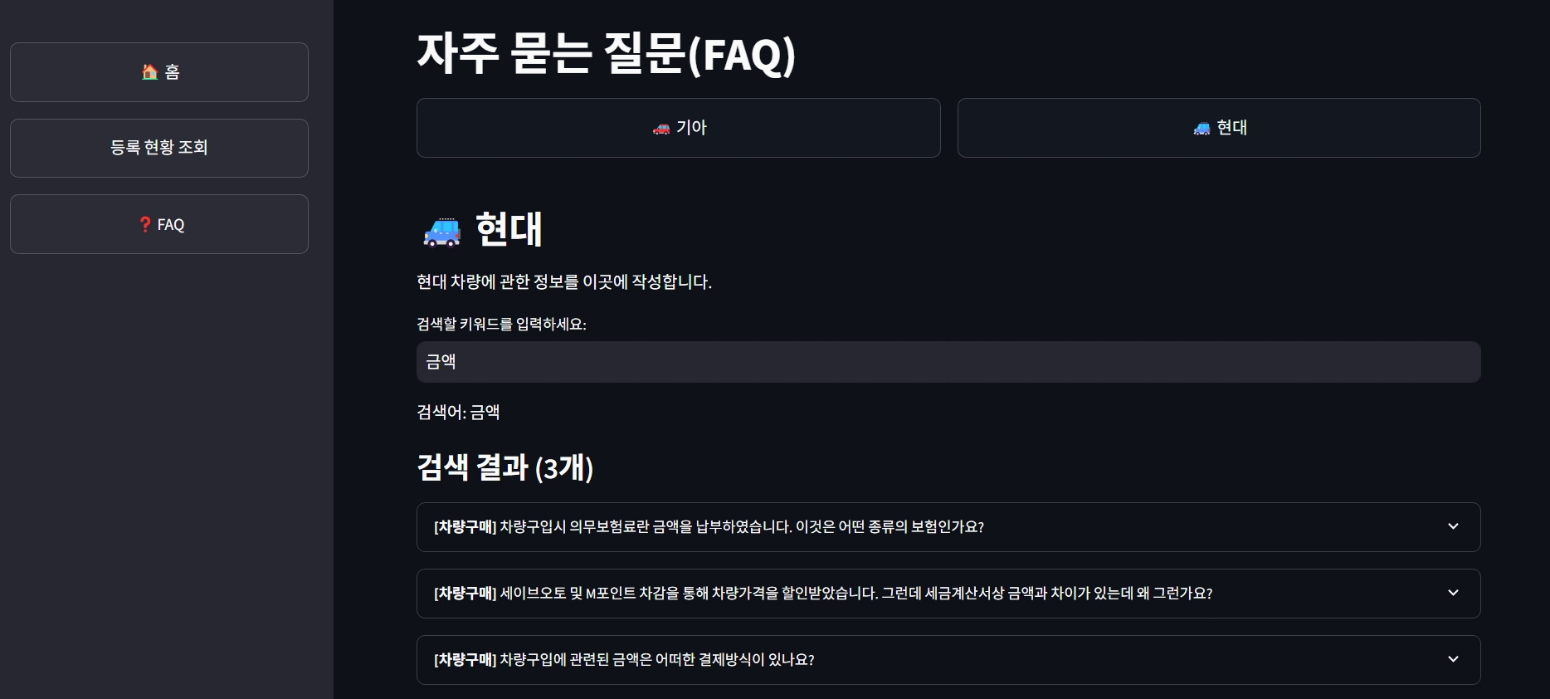 홈
등록 현황 조회
❓ FAQ
자주 묻는 질문(FAQ)
기아
현대
현대
현대 차량에 관한 정보를 이곳에 작성합니다.
검색할 키워드를 입력하세요:
금액
검색어: 금액
검색 결과 (3개)
[차량구매] 차량구입시 의무보험료란 금액을 납부하였습니다. 이것은 어떤 종류의 보험인가요?
[차량구매] 세이브오토 및 M포인트 차감을 통해 차량가격을 할인받았습니다. 그런데 세금계산서상 금액과 차이가 있는데 왜 그런가요?
[차량구매] 차량구입에 관련된 금액은 어떠한 결제방식이 있나요?